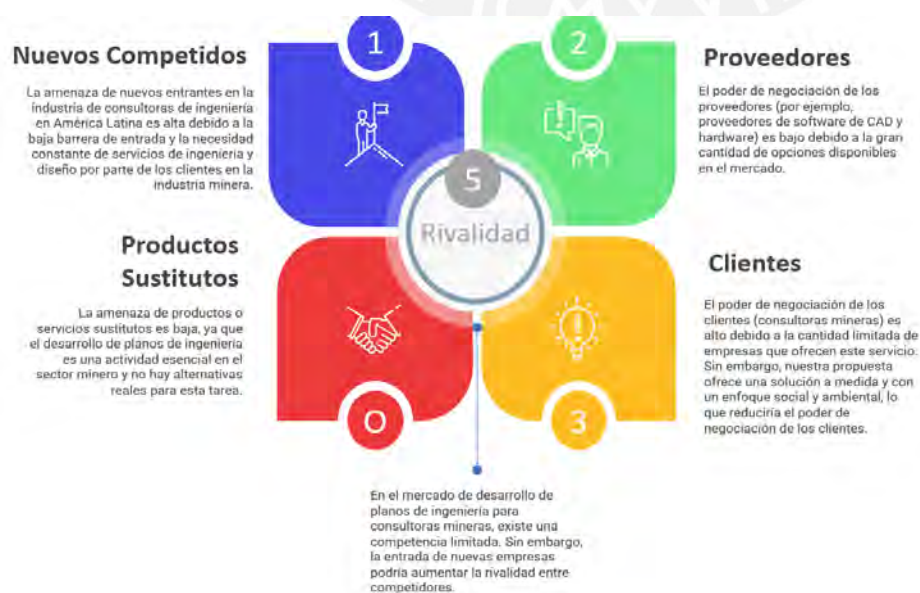 1
Nuevos Competidos
La amenaza de nuevos entrantes en la
industria de consultoras de ingeniería
en América Latina es alta debido a la
baja barrera de entrada y la necesidad
constante de servicios de ingeniería y
diseño por parte de los clientes en la
industria minera.
2
Proveedores
El poder de negociación de los
proveedores (por ejemplo,
proveedores de software de CAD y
hardware) es bajo debido a la gran
cantidad de opciones disponibles
en el mercado.
5
Rivalidad
Productos
Sustitutos
La amenaza de productos o
servicios sustitutos es baja, ya que
el desarrollo de planos de ingeniería
es una actividad esencial en el
sector minero y no hay alternativas
reales para esta tarea.
O
Clientes
El poder de negociación de los
clientes (consultoras mineras) es
alto debido a la cantidad limitada de
empresas que ofrecen este servicio.
Sin embargo, nuestra propuesta
ofrece una solución a medida y con
un enfoque social y ambiental, lo
que reduciría el poder de
negociación de los clientes.
3
En el mercado de desarrollo de
planos de ingeniería para
consultoras mineras, existe una
competencia limitada. Sin embargo,
la entrada de nuevas empresas
podría aumentar la rivalidad entre
competidores.